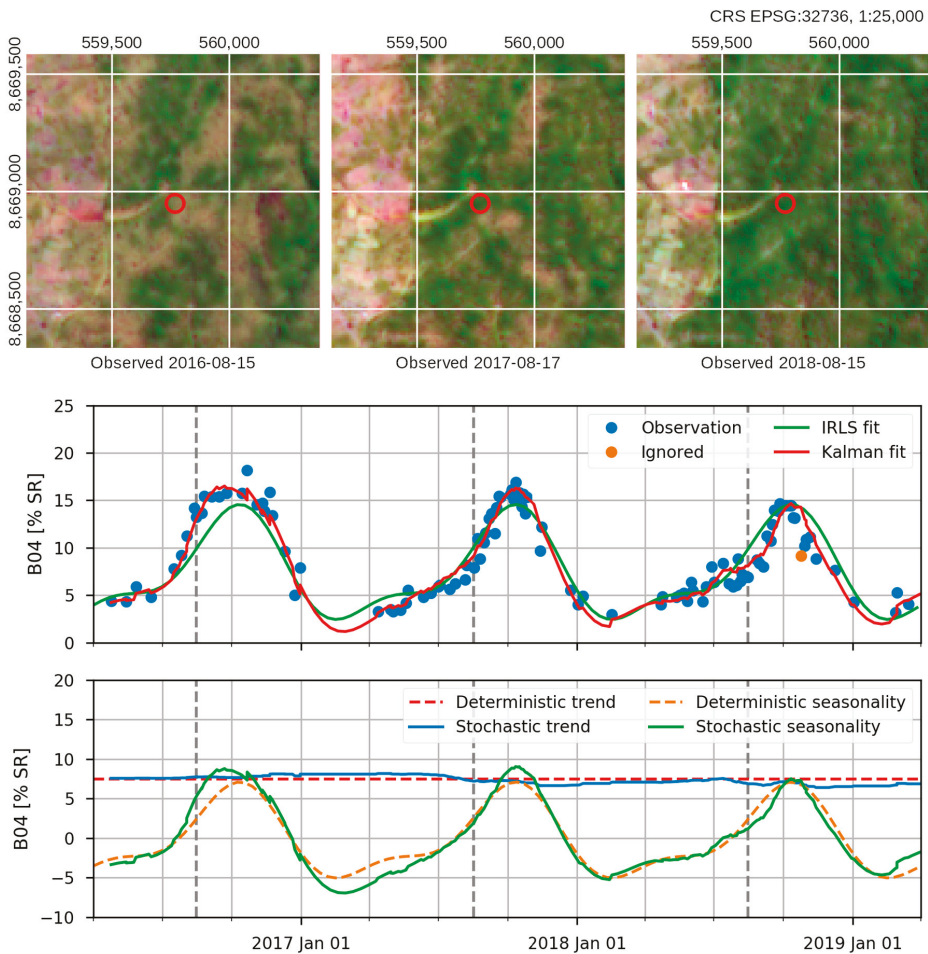 CRS EPSG:32736, 1:25,000
559,500 560,000 559,500 560,000 559,500 560,000
8,669,500
8,669,000
8,668,500
Observed 2016-08-15 Observed 2017-08-17 Observed 2018-08-15
25
20
15
10
5
0
B04 [% SR]
Observation IRLS fit
Ignored Kalman fit
20
15
10
5
0
−5
−10
B04 [% SR]
Deterministic trend Deterministic seasonality
Stochastic trend Stochastic seasonality
2017 Jan 01 2018 Jan 01 2019 Jan 01